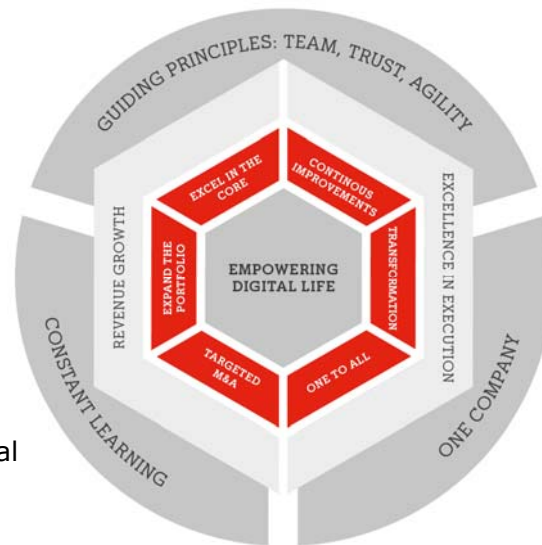 GUIDING PRINCIPLES: TEAM, TRUST, AGILITY
EXCEL IN THE
CORE
CONTINOUS
IMPROVEMENTS
REVENUE GROWTH
EXPAND THE
PORTFOLIO
EMPOWERING
DIGITAL LIFE
TRANSFORMATION
EXCELLENCE IN EXECUTION
TARGETED
M&A
ONE TO ALL
CONSTANT LEARNING
ONE COMPANY
al